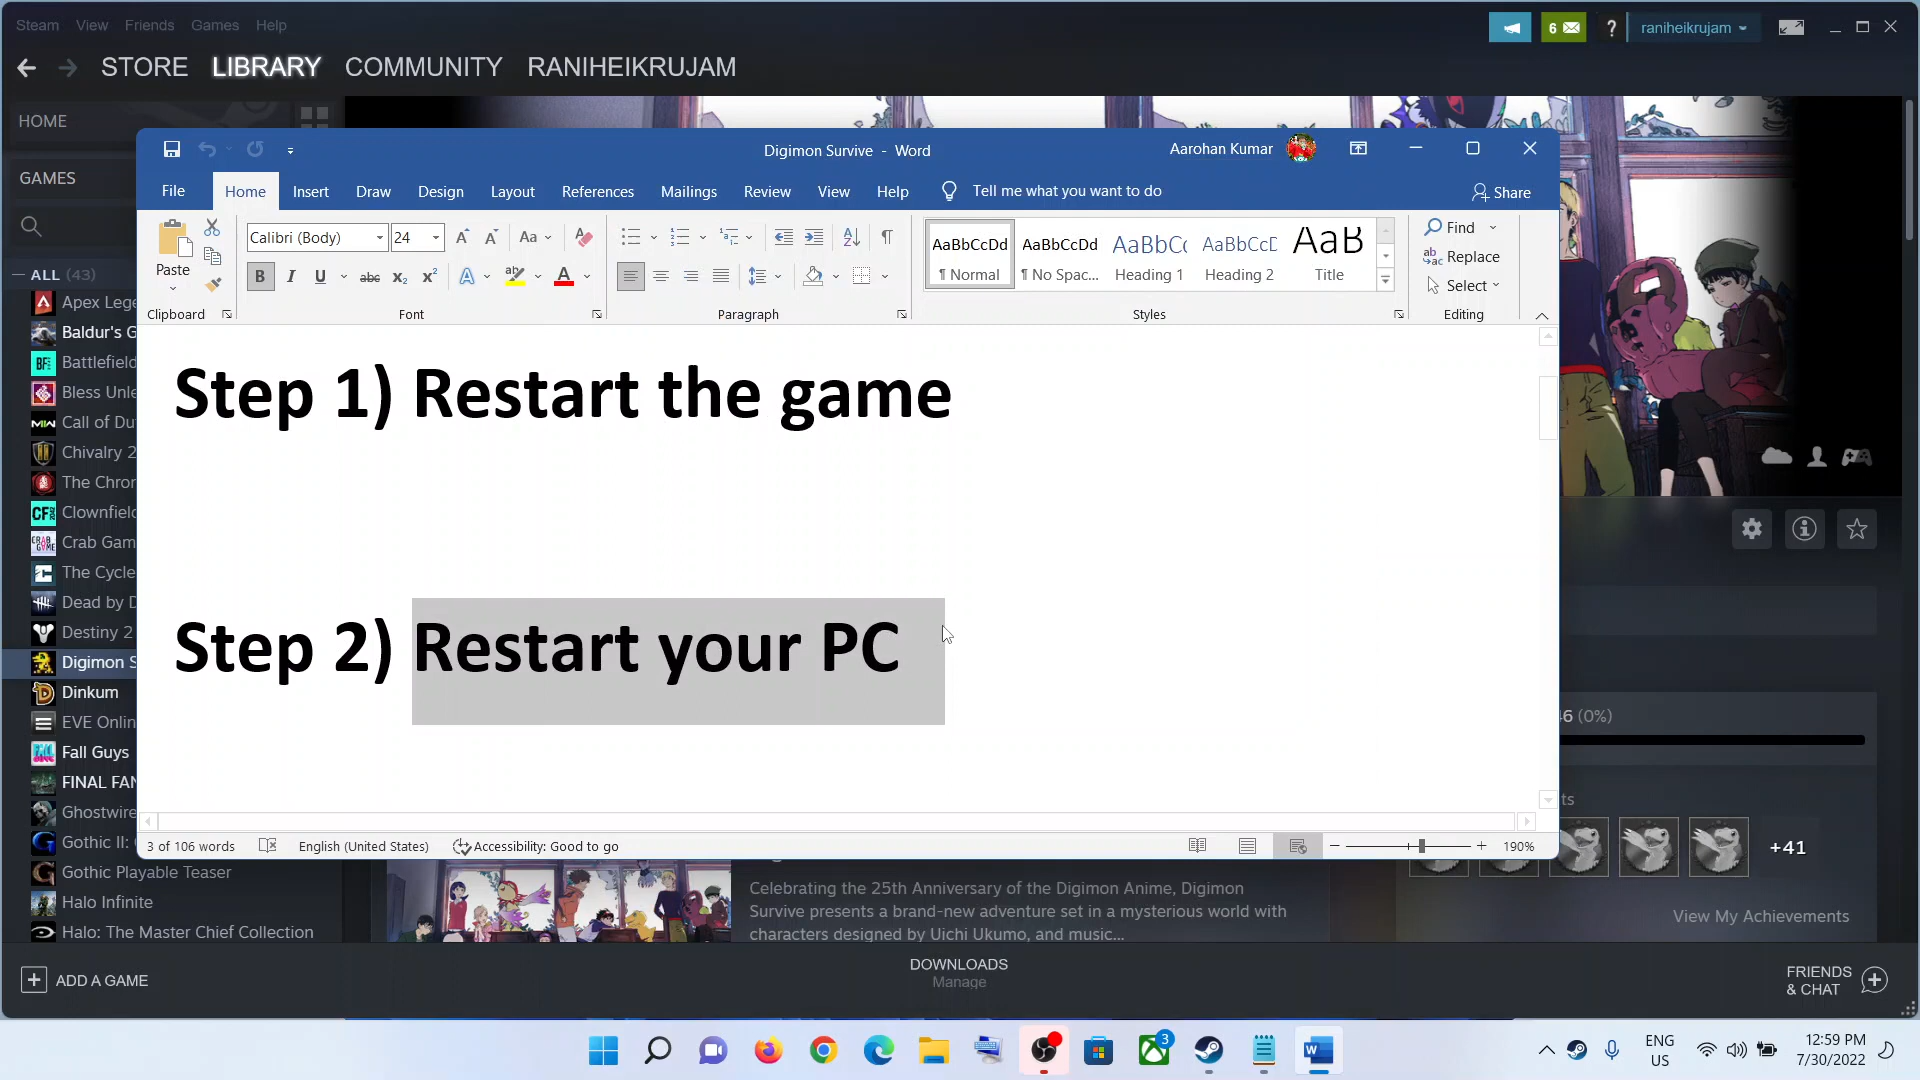 Steam View Friends Games Help
6 raniheikrujam
STORE LIBRARY COMMUNITY RANIHEIKRUJAM
HOME
GAMES
ALL (43)
Apex Lege
Baldur's G
Battlefield
Bless Unle
Call of Du
Chivalry 2
The Chron
Clownfield
Crab Gam
The Cycle
Dead by D
Destiny 2
Digimon S
Dinkum
EVE Onlin
Fall Guys
FINAL FAN
Ghostwire
Gothic II:
Gothic Playable Teaser
Halo Infinite
Halo: The Master Chief Collection
Digimon Survive - Word
Aarohan Kumar
File Home Insert Draw Design Layout References Mailings Review View Help Tell me what you want to do Share
Paste
Clipboard
Calibri (Body) 24
Font
Paragraph
AaBbCcDd AaBbCcDd AaBbCc AaBbCcD AaB
¶ Normal ¶ No Spac... Heading 1 Heading 2 Title
Styles
Find
Replace
Select
Editing
Step 1) Restart the game
Step 2) Restart your PC
3 of 106 words English (United States) Accessibility: Good to go 190%
46 (0%)
ts
+41
View My Achievements
Celebrating the 25th Anniversary of the Digimon Anime, Digimon
Survive presents a brand-new adventure set in a mysterious world with
characters designed by Uichi Ukumo, and music...
ADD A GAME
DOWNLOADS
Manage
FRIENDS
& CHAT
3
ENG
US
12:59 PM
7/30/2022